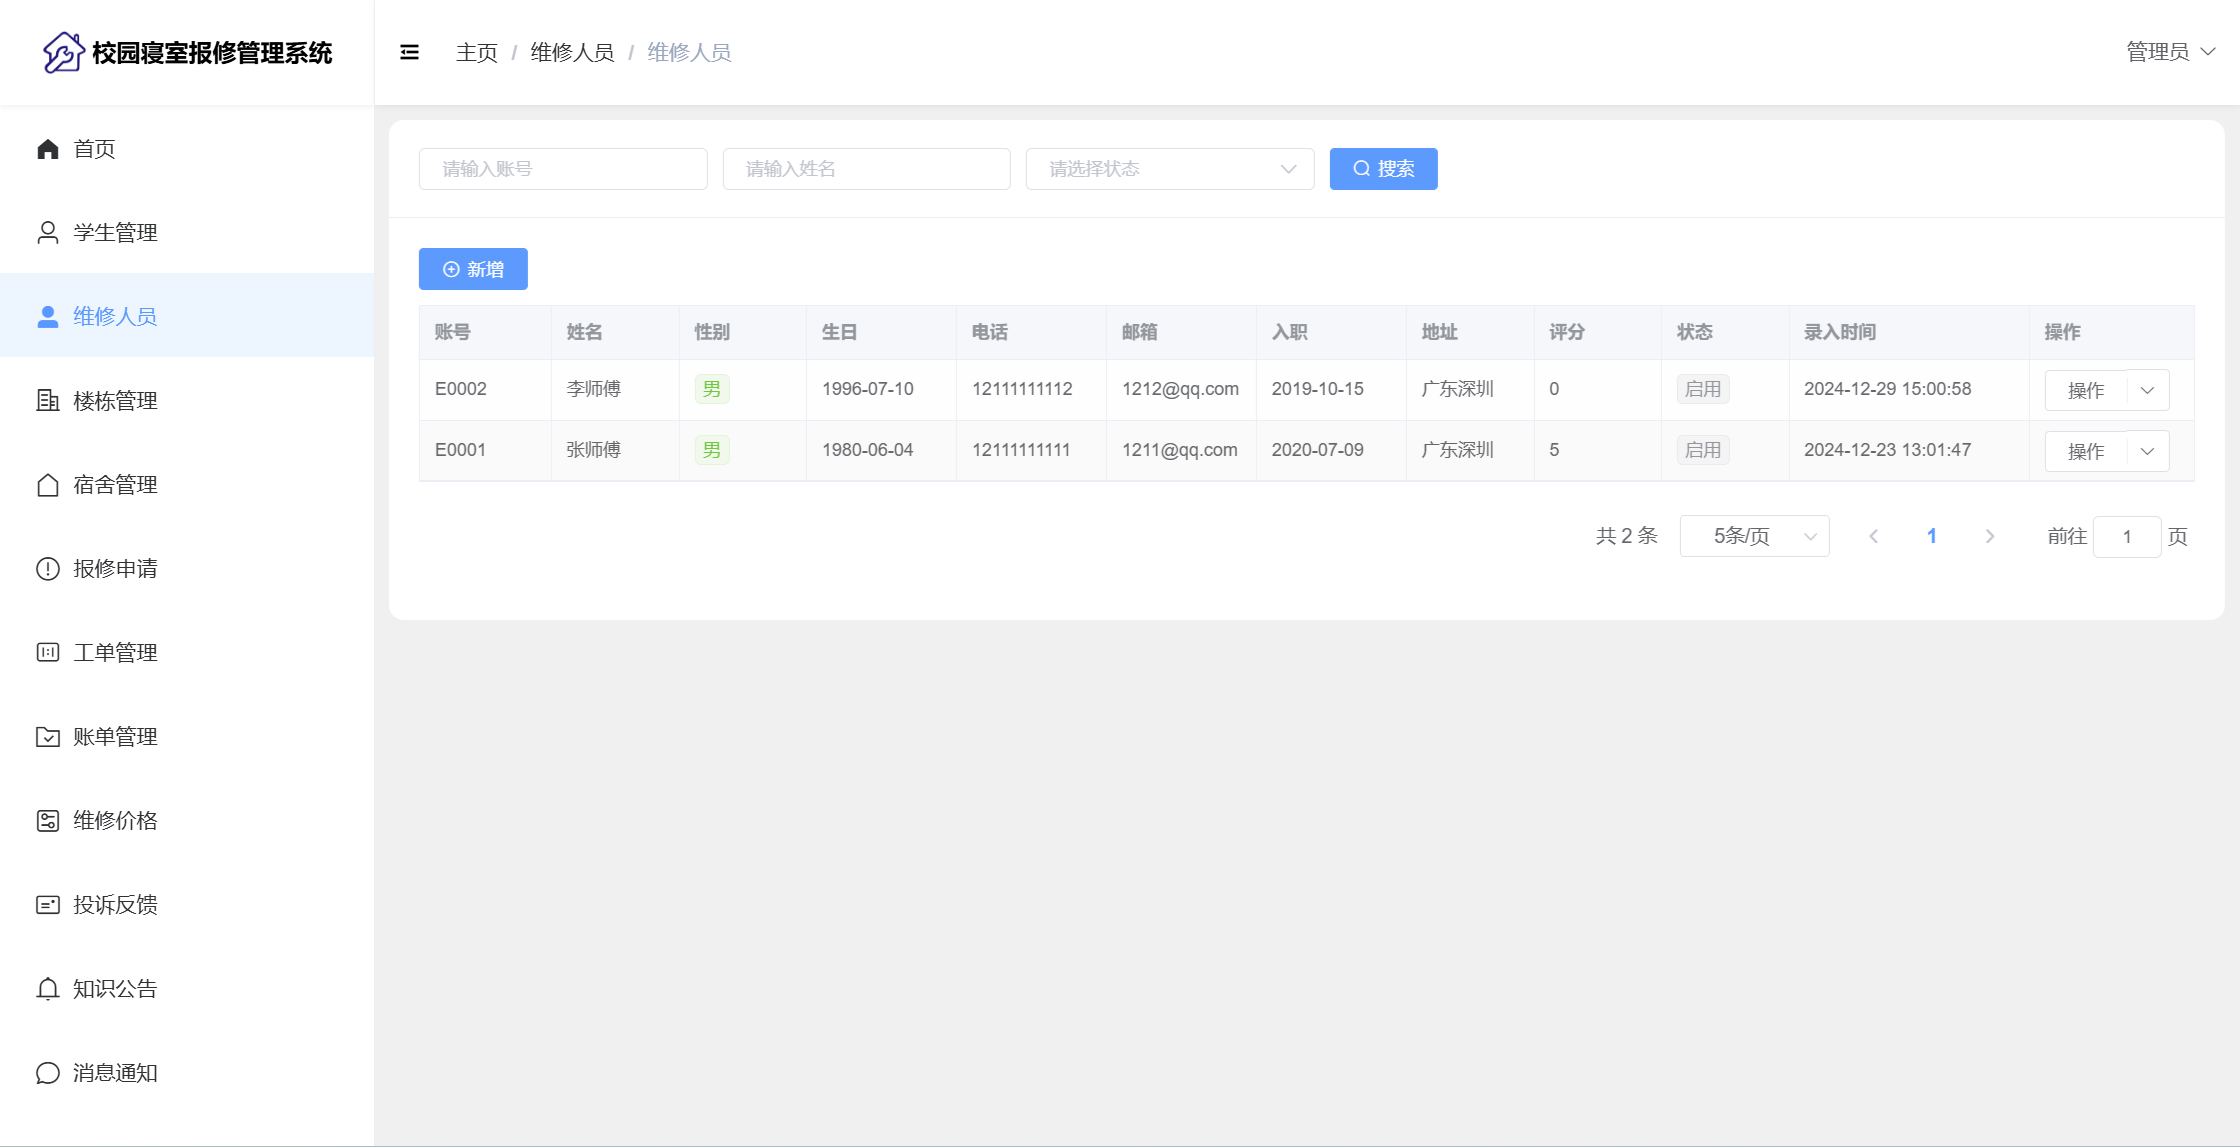 校园寝室报修管理系统
主页 / 维修人员 / 维修人员
管理员
首页
学生管理
维修人员
楼栋管理
宿舍管理
报修申请
工单管理
账单管理
维修价格
投诉反馈
知识公告
消息通知
请输入账号 请输入姓名 请选择状态 搜索
新增
账号 姓名 性别 生日 电话 邮箱 入职 地址 评分 状态 录入时间 操作
E0002 李师傅 男 1996-07-10 12111111112 1212@qq.com 2019-10-15 广东深圳 0 启用 2024-12-29 15:00:58 操作
E0001 张师傅 男 1980-06-04 12111111111 1211@qq.com 2020-07-09 广东深圳 5 启用 2024-12-23 13:01:47 操作
共 2 条 5条/页 1 前往 1 页